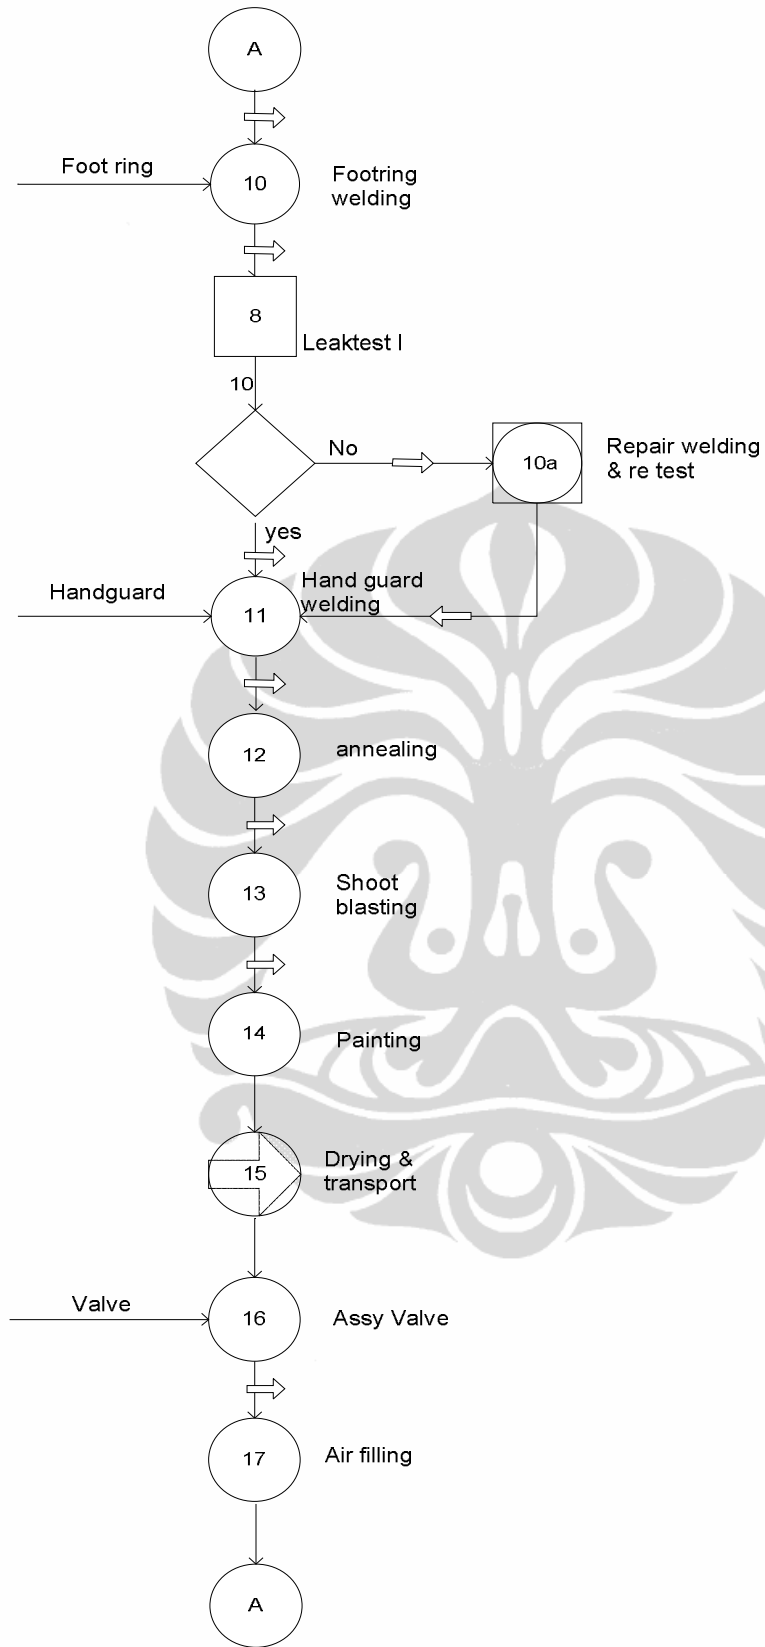 A
Foot ring
10
Footring
welding
8
Leaktest I
10
No
10a
Repair welding
& re test
yes
Handguard
11
Hand guard
welding
12
annealing
13
Shoot
blasting
14
Painting
15
Drying &
transport
Valve
16
Assy Valve
17
Air filling
A